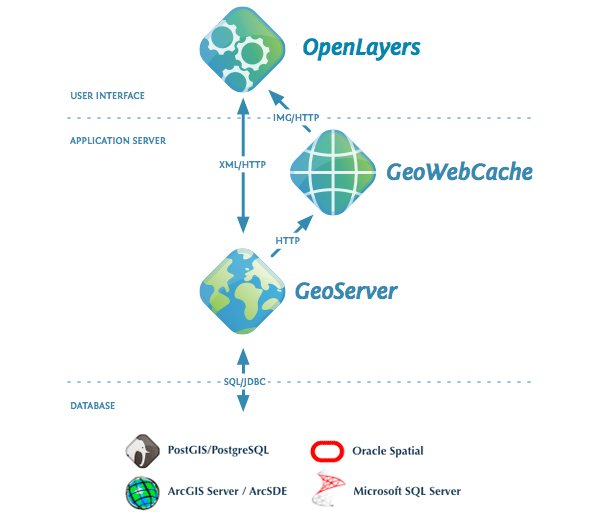 OpenLayers
USER INTERFACE
IMG/HTTP
APPLICATION SERVER
XML/HTTP
GeoWebCache
HTTP
GeoServer
SQL/JDBC
DATABASE
PostGIS/PostgreSQL
Oracle Spatial
ArcGIS Server / ArcSDE
Microsoft SQL Server